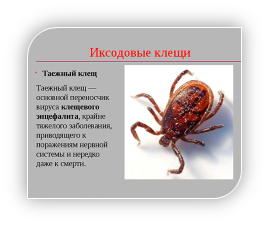 Иксодовые клещи
Таежный клещ
Таежный клещ —
основной переносчик
вируса клещевого
энцефалита, крайне
тяжелого заболевания,
приводящего к
поражениям нервной
системы и нередко
даже к смерти.